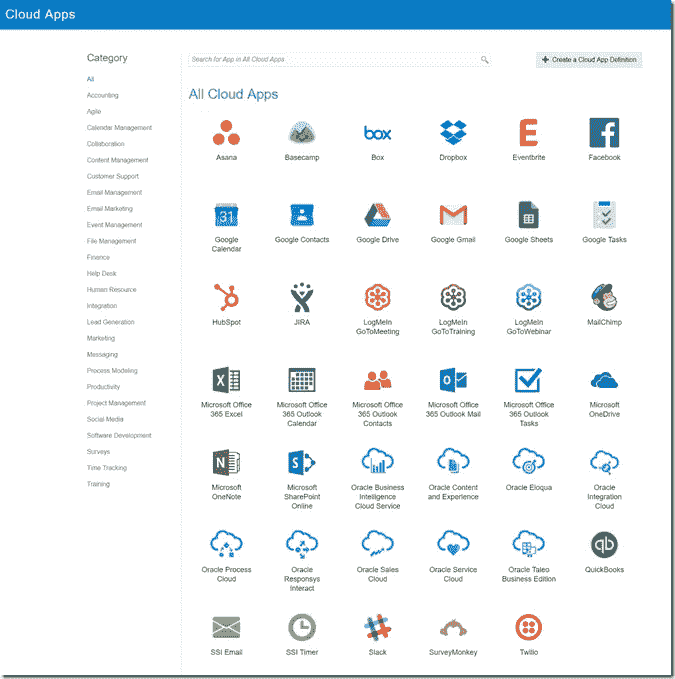 Cloud Apps
Category
All
Accounting
Agile
Calendar Management
Collaboration
Content Management
Customer Support
Email Management
Email Marketing
Event Management
File Management
Finance
Help Desk
Human Resource
Integration
Lead Generation
Marketing
Messaging
Process Modeling
Productivity
Project Management
Social Media
Software Development
Surveys
Time Tracking
Training
Search for App in All Cloud Apps
+ Create a Cloud App Definition
All Cloud Apps
Asana
Basecamp
box
Box
Dropbox
Eventbrite
Facebook
31
Google
Calendar
Google Contacts
Google Drive
Google Gmail
Google Sheets
Google Tasks
HubSpot
JIRA
LogMeIn
GoToMeeting
LogMeIn
GoToTraining
LogMeIn
GoToWebinar
MailChimp
Microsoft Office
365 Excel
Microsoft Office
365 Outlook
Calendar
Microsoft Office
365 Outlook
Contacts
Microsoft Office
365 Outlook Mail
Microsoft Office
365 Outlook
Tasks
Microsoft
OneDrive
Microsoft
OneNote
Microsoft
SharePoint
Online
Oracle Business
Intelligence
Cloud Service
Oracle Content
and Experience
Oracle Eloqua
Oracle
Integration
Cloud
Oracle Process
Cloud
Oracle
Responsys
Interact
Oracle Sales
Cloud
Oracle Service
Cloud
Oracle Taleo
Business Edition
qb
QuickBooks
SSI Email
SSI Timer
Slack
SurveyMonkey
Twilio